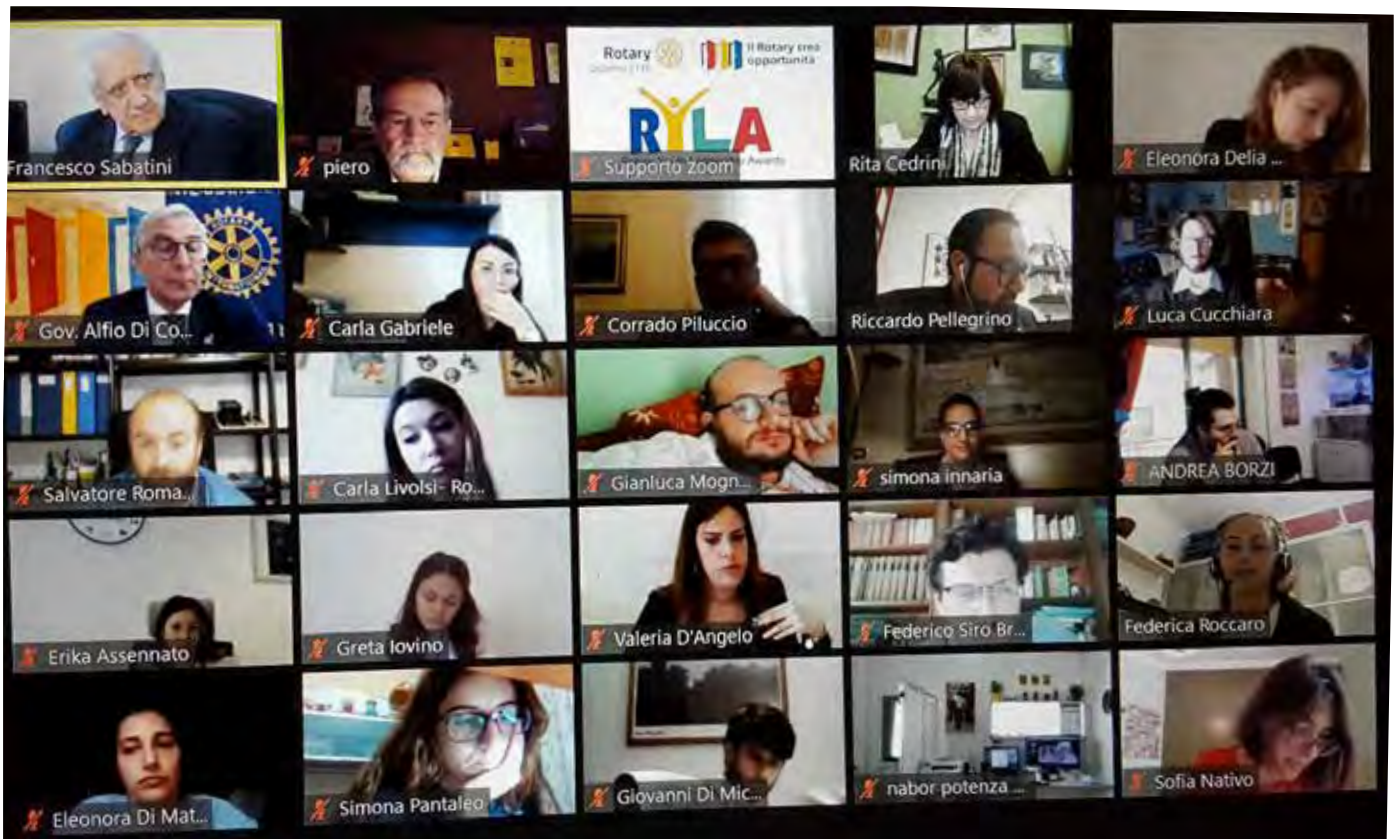 Rotary
Il Rotary crea
opportunità
RYLA
Awards
Francesco Sabatini
piero
Supporto Zoom
Rita Cedrini
Eleonora Delia ...
Gov. Alfio Di Co...
Carla Gabriele
Corrado Piluccio
Riccardo Pellegrino
Luca Cucchiara
Salvatore Roma...
Carla Livolsi- Ro...
Gianluca Mogn...
simona innaria
ANDREA BORZI
Erika Assennato
Greta Iovino
Valeria D'Angelo
Federico Siro Br...
Federica Roccaro
Eleonora Di Mat...
Simona Pantaleo
Giovanni Di Mic...
nabor potenza ...
Sofia Nativo